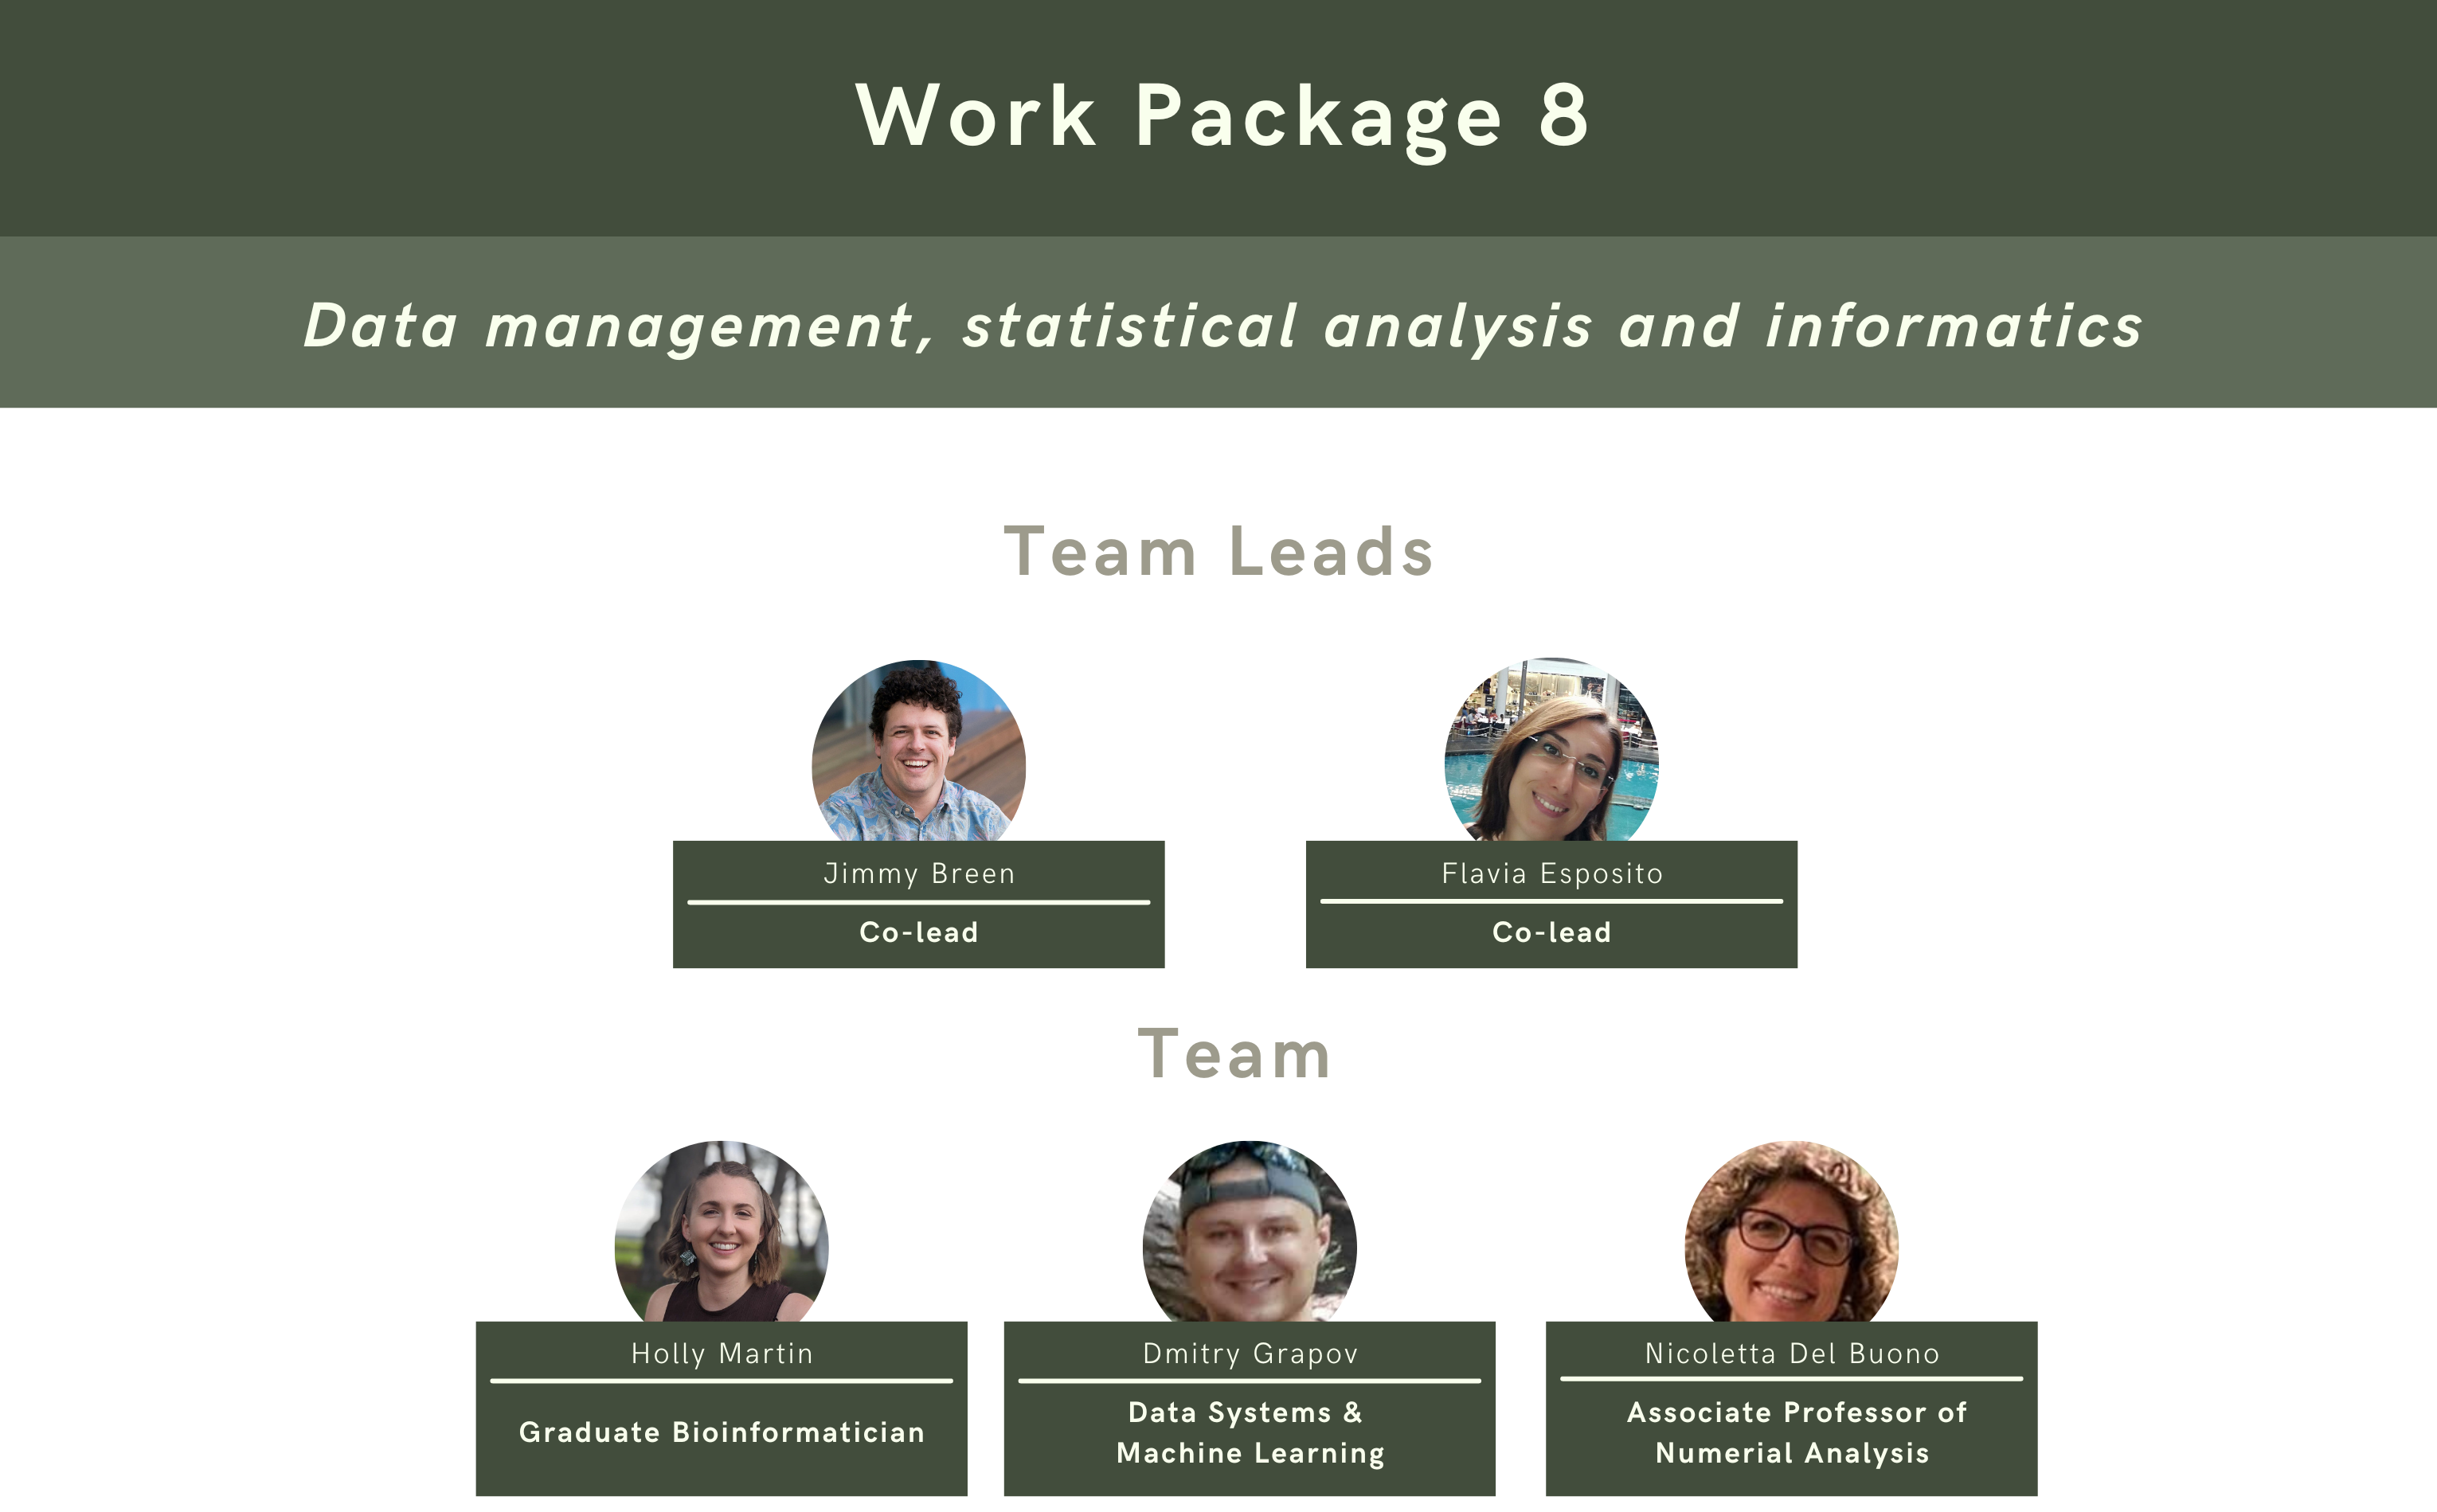 Work Package 8
Data management, statistical analysis and informatics
Team Leads
Jimmy Breen
Co-lead
Flavia Esposito
Co-lead
Team
Holly Martin
Graduate Bioinformatician
Dmitry Grapov
Data Systems &
Machine Learning
Nicoletta Del Buono
Associate Professor of
Numerial Analysis